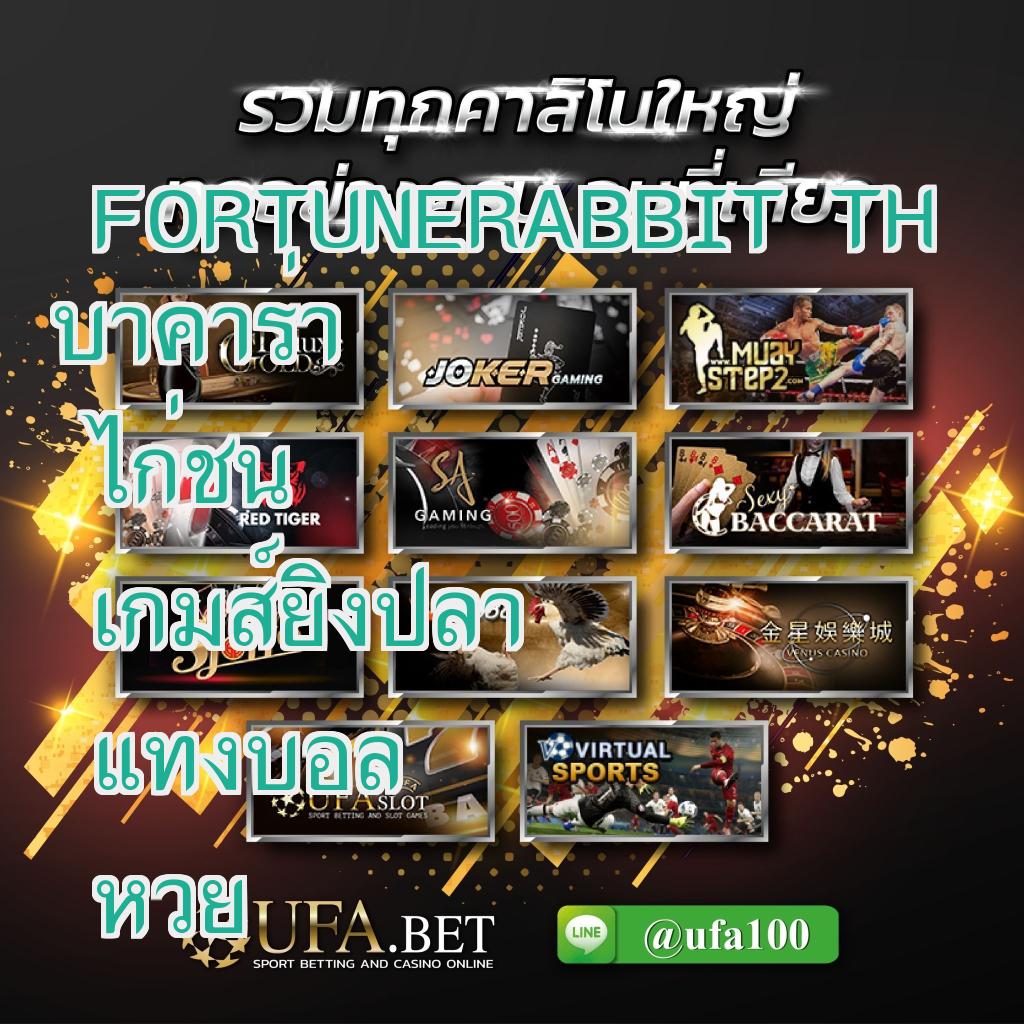 รวมทุกคาสิโนใหญ่
FORTUNERABBIT TH
บาคารา
JOKER GAMING
WWW.MUAY
STEP2.COM
ไก่ชน
RED TIGER
SA
GAMING
Sexy
BACCARAT
เกมส์ยิงปลา
金星娛樂城
VENUS CASINO
แทงบอล
UFASLOT
SPORT BETTING AND SLOT GAMES
VIRTUAL
SPORTS
หวย
UFA.BET
SPORT BETTING AND CASINO ONLINE
LINE
@ufa100